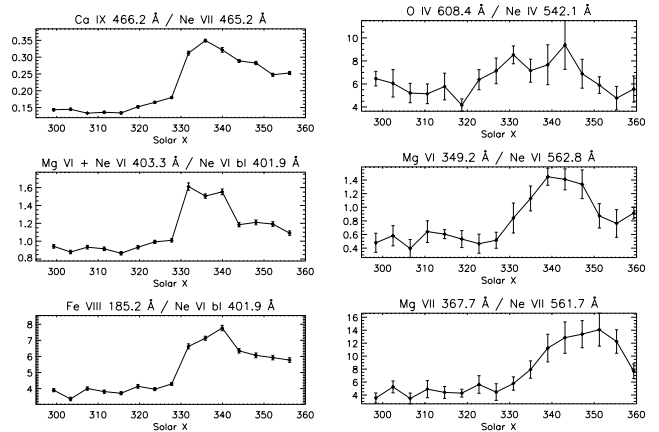 Ca IX 466.2 Å / Ne VII 465.2 Å
0.35
0.30
0.25
0.20
0.15
300 310 320 330 340 350 360
Solar X
O IV 608.4 Å / Ne IV 542.1 Å
10
8
6
4
300 310 320 330 340 350 360
Solar X
Mg VI + Ne VI 403.3 Å / Ne VI bl 401.9 Å
1.6
1.4
1.2
1.0
0.8
300 310 320 330 340 350 360
Solar X
Mg VI 349.2 Å / Ne VI 562.8 Å
1.4
1.2
1.0
0.8
0.6
0.4
300 310 320 330 340 350 360
Solar X
Fe VIII 185.2 Å / Ne VI bl 401.9 Å
8
7
6
5
4
300 310 320 330 340 350 360
Solar X
Mg VII 367.7 Å / Ne VII 561.7 Å
16
14
12
10
8
6
4
300 310 320 330 340 350 360
Solar X